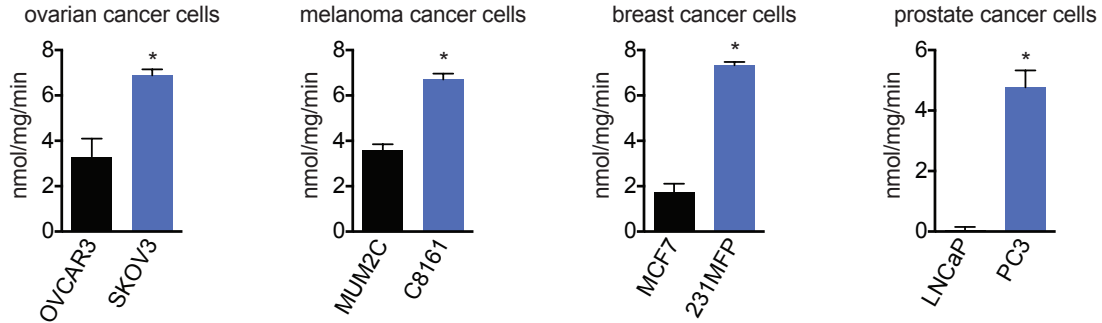 ovarian cancer cells
melanoma cancer cells
breast cancer cells
prostate cancer cells
nmol/mg/min
8
6
4
2
0
*
OVCAR3
SKOV3
nmol/mg/min
8
6
4
2
0
*
MUM2C
C8161
nmol/mg/min
8
6
4
2
0
*
MCF7
231MFP
nmol/mg/min
6
4
2
0
*
LNCaP
PC3